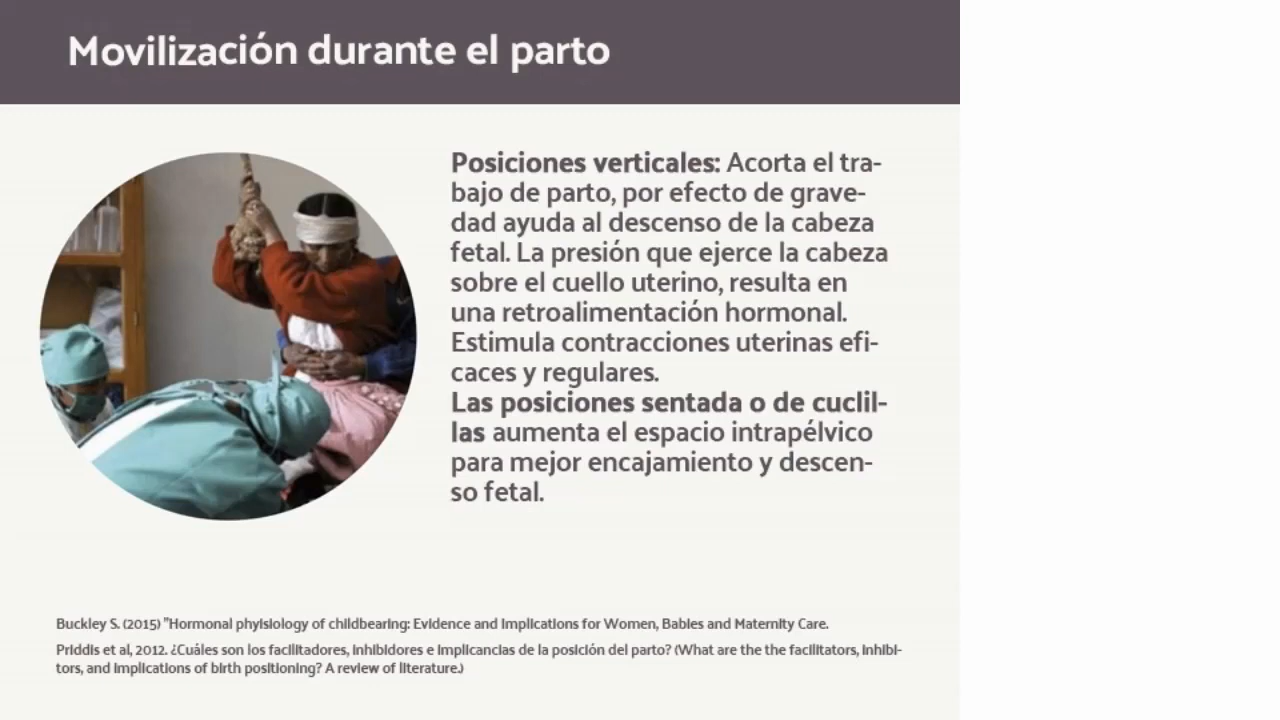 Movilización durante el parto
Posiciones verticales: Acorta el tra-
bajo de parto, por efecto de grave-
dad ayuda al descenso de la cabeza
fetal. La presión que ejerce la cabeza
sobre el cuello uterino, resulta en
una retroalimentación hormonal.
Estimula contracciones uterinas efi-
caces y regulares.
Las posiciones sentada o de cuclil-
las aumenta el espacio intrapélvico
para mejor encajamiento y descen-
so fetal.
Buckley S. (2015) "Hormonal phyisiology of childbearing: Evidence and Implications for Women, Babies and Maternity Care.
Priddis et al, 2012. ¿Cuáles son los facilitadores, inhibidores e implicancias de la posición del parto? (What are the the facilitators, inhibi-
tors, and implications of birth positioning? A review of literature.)